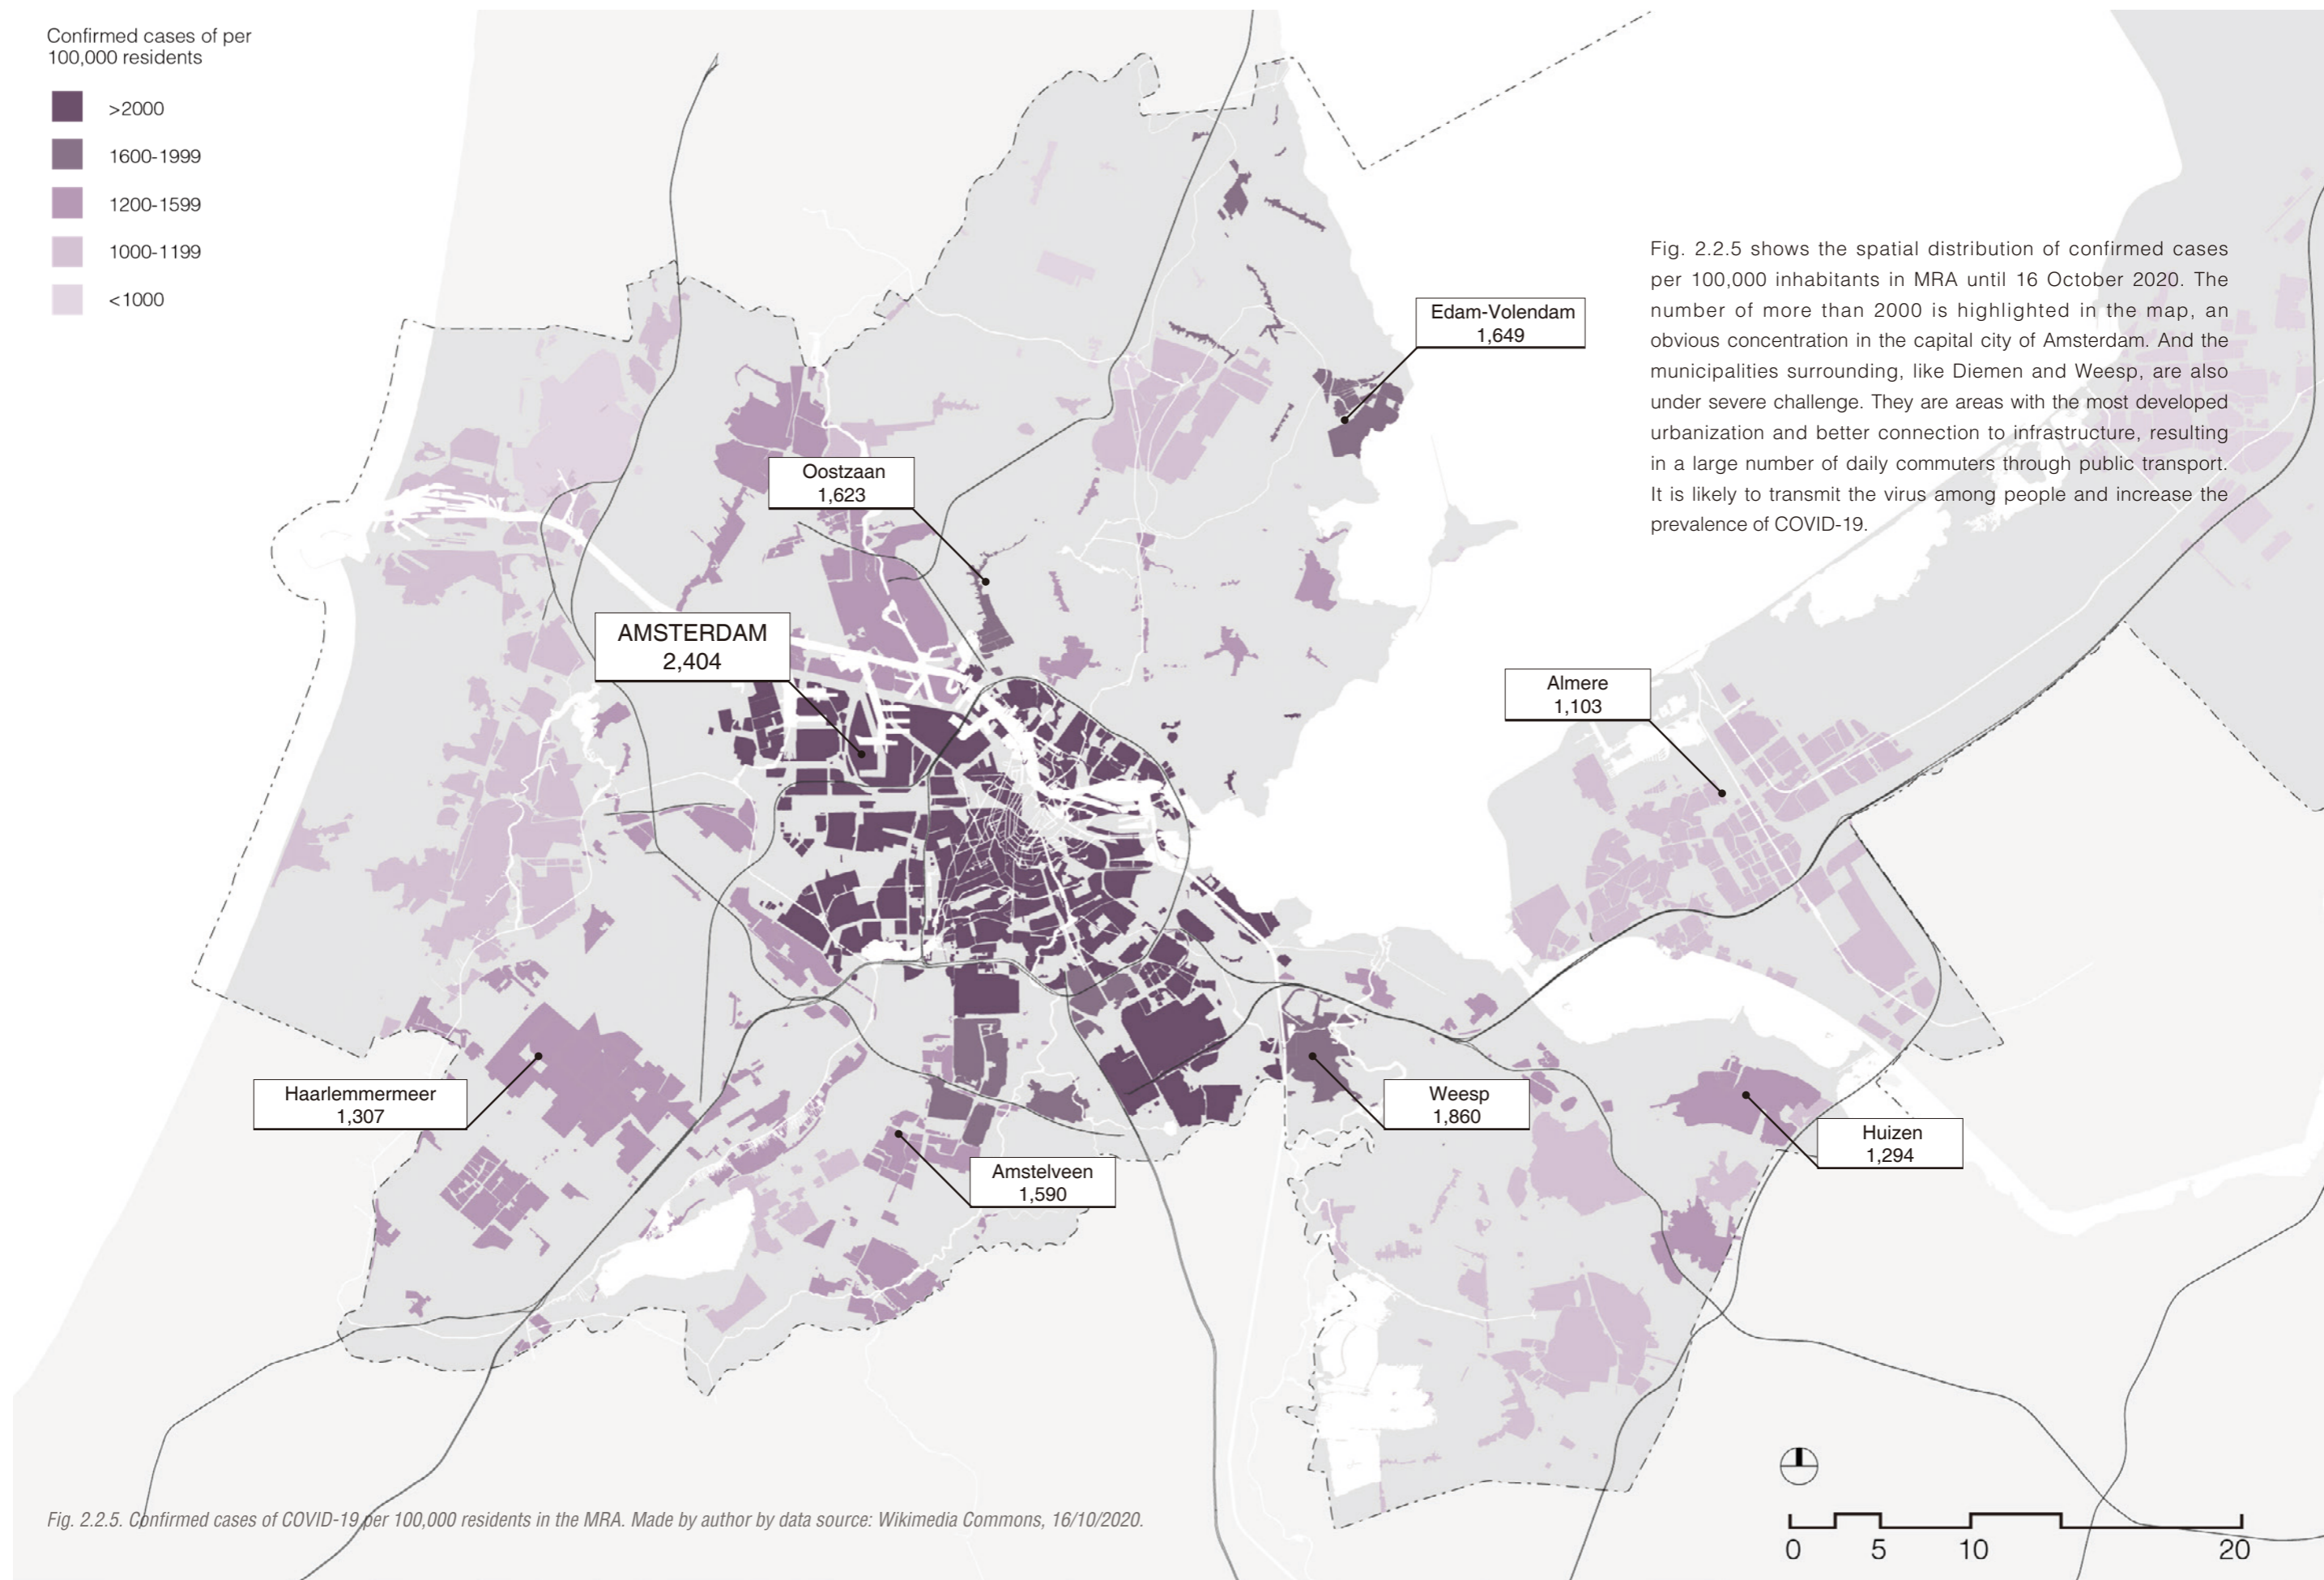 Confirmed cases of per
100,000 residents
>2000
1600-1999
1200-1599
1000-1199
<1000
Edam-Volendam
1,649
Fig. 2.2.5 shows the spatial distribution of confirmed cases
per 100,000 inhabitants in MRA until 16 October 2020. The
number of more than 2000 is highlighted in the map, an
obvious concentration in the capital city of Amsterdam. And the
municipalities surrounding, like Diemen and Weesp, are also
under severe challenge. They are areas with the most developed
urbanization and better connection to infrastructure, resulting
in a large number of daily commuters through public transport.
It is likely to transmit the virus among people and increase the
prevalence of COVID-19.
Oostzaan
1,623
AMSTERDAM
2,404
Almere
1,103
Haarlemmermeer
1,307
Weesp
1,860
Huizen
1,294
Amstelveen
1,590
Fig. 2.2.5. Confirmed cases of COVID-19 per 100,000 residents in the MRA. Made by author by data source: Wikimedia Commons, 16/10/2020.
0 5 10 20